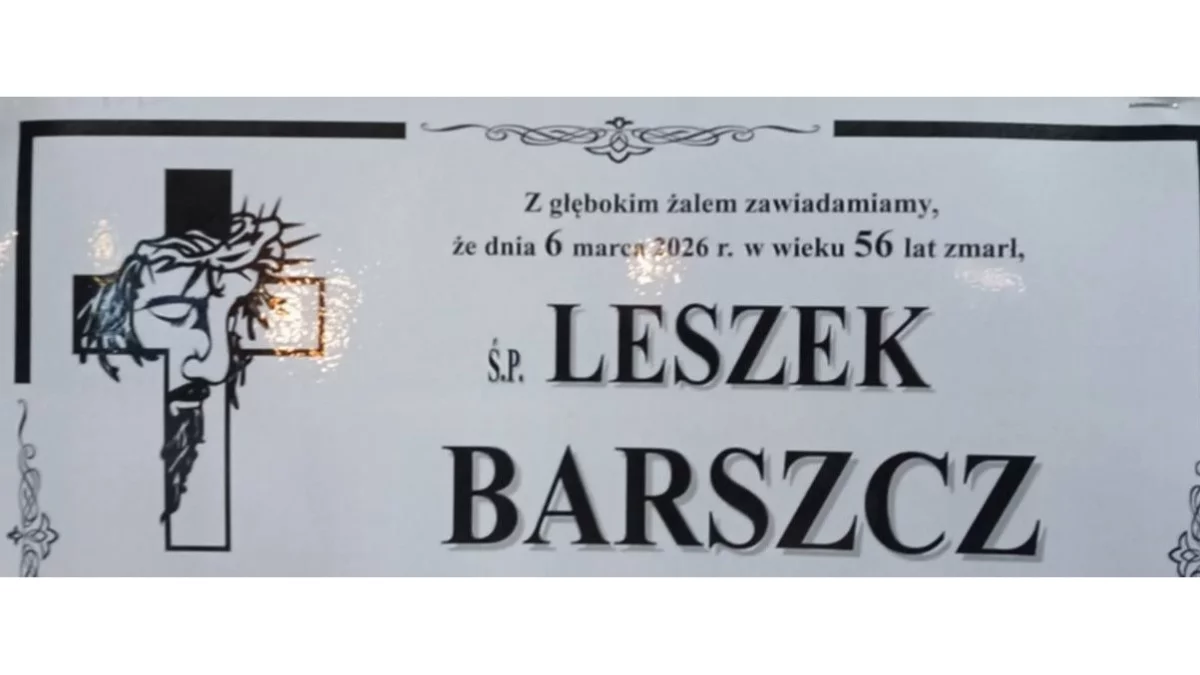 Z głębokim żalem zawiadamiamy,
że dnia 6 marca 2026 r. w wieku 56 lat zmarł,
Ś.P. LESZEK
BARSZCZ